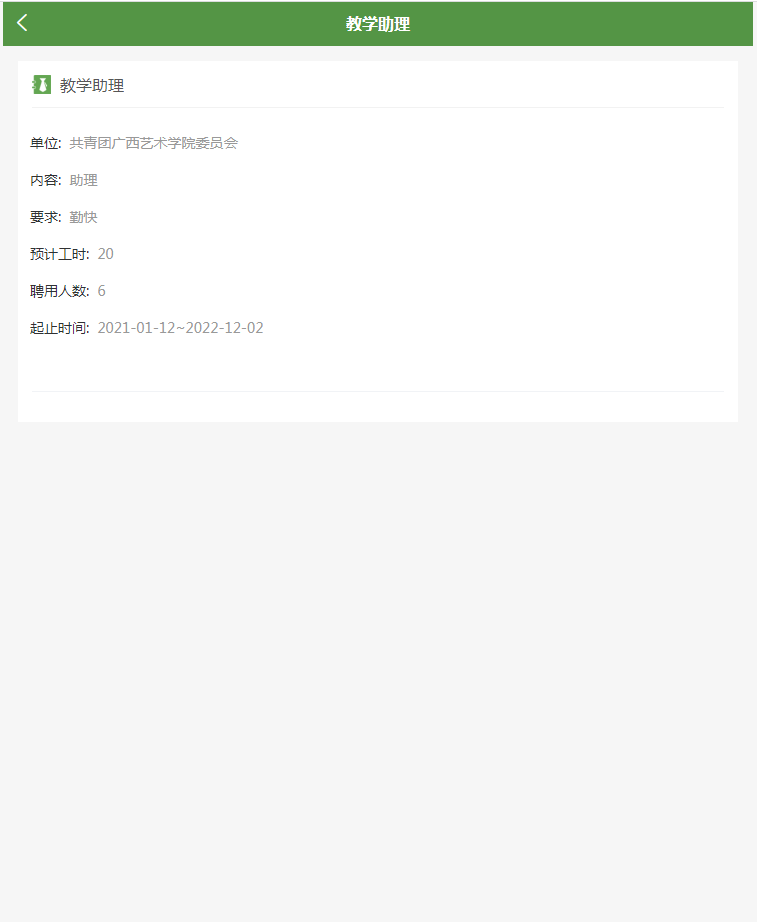 教学助理
教学助理
单位: 共青团广西艺术学院委员会
内容: 助理
要求: 勤快
预计工时: 20
聘用人数: 6
起止时间: 2021-01-12~2022-12-02